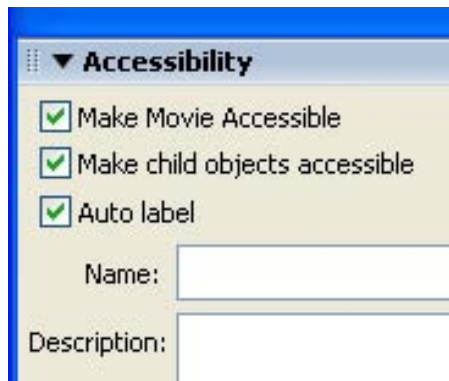 Accessibility
Make Movie Accessible
Make child objects accessible
Auto label
Name:
Description: